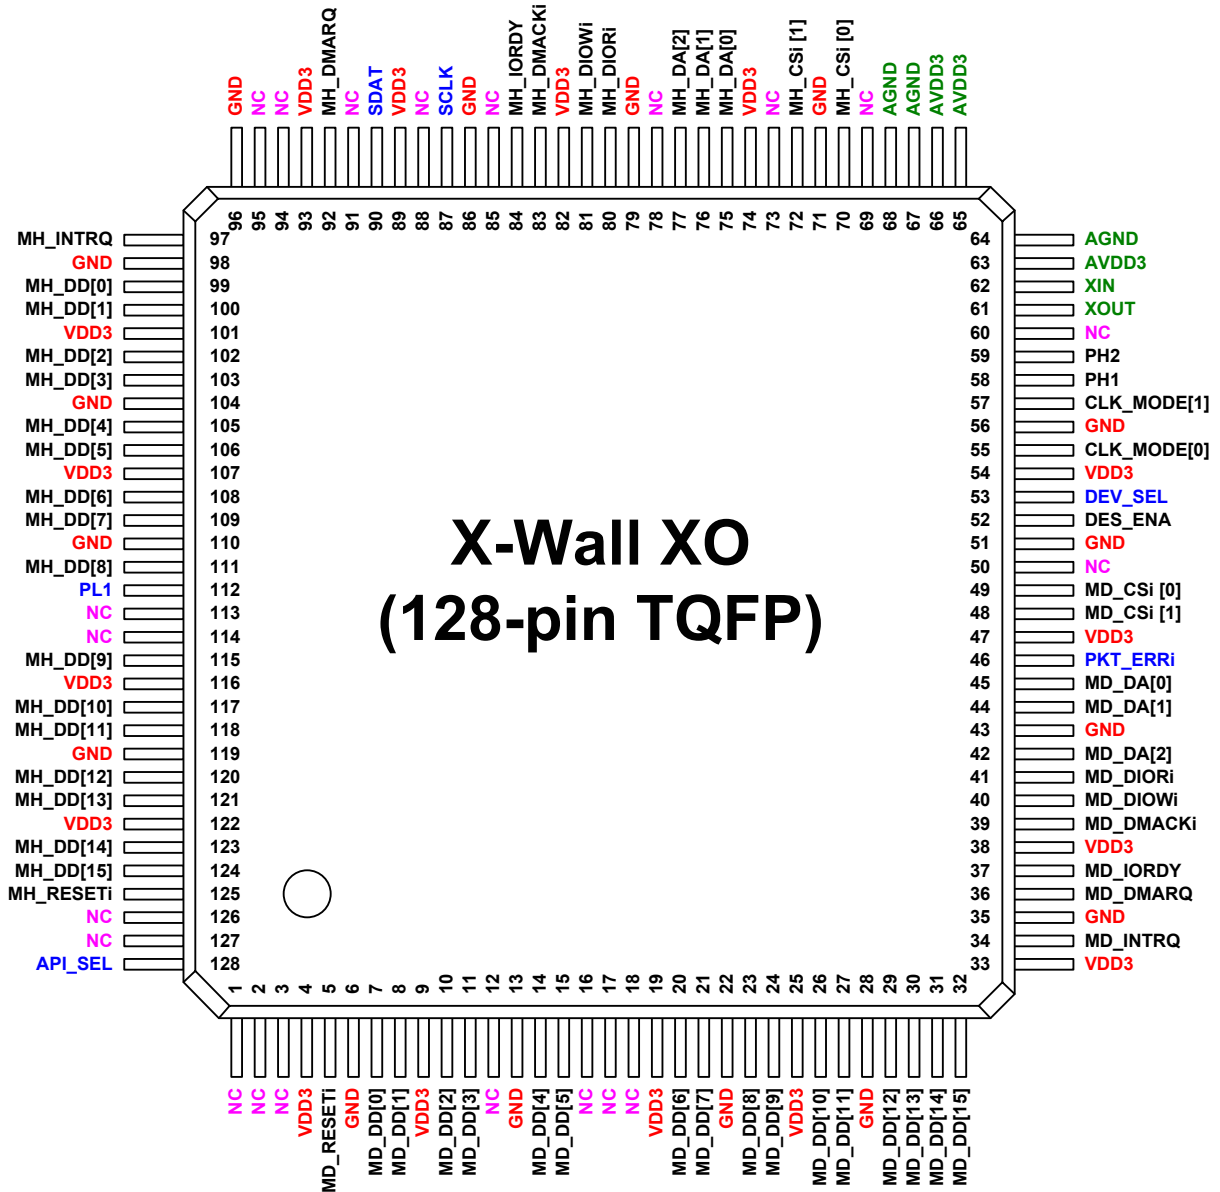 GND NC NC VDD3 MH_DMARQ NC SDAT VDD3 NC SCLK GND NC MH_IORDY MH_DMACKi VDD3 MH_DIOWi MH_DIORi GND NC MH_DA[2] MH_DA[1] MH_DA[0] VDD3 NC MH_CSi [1] GND MH_CSi [0] NC AGND AGND AVDD3 AVDD3
96 95 94 93 92 91 90 89 88 87 86 85 84 83 82 81 80 79 78 77 76 75 74 73 72 71 70 69 68 67 66 65
MH_INTRQ 97 64 AGND
GND 98 63 AVDD3
MH_DD[0] 99 62 XIN
MH_DD[1] 100 61 XOUT
VDD3 101 60 NC
MH_DD[2] 102 59 PH2
MH_DD[3] 103 58 PH1
GND 104 57 CLK_MODE[1]
MH_DD[4] 105 56 GND
MH_DD[5] 106 55 CLK_MODE[0]
VDD3 107 54 VDD3
MH_DD[6] 108 53 DEV_SEL
MH_DD[7] 109 52 DES_ENA
GND 110 51 GND
MH_DD[8] 111 50 NC
PL1 112 49 MD_CSi [0]
NC 113 48 MD_CSi [1]
NC 114 47 VDD3
MH_DD[9] 115 46 PKT_ERRi
VDD3 116 45 MD_DA[0]
MH_DD[10] 117 44 MD_DA[1]
MH_DD[11] 118 43 GND
GND 119 42 MD_DA[2]
MH_DD[12] 120 41 MD_DIORi
MH_DD[13] 121 40 MD_DIOWi
VDD3 122 39 MD_DMACKi
MH_DD[14] 123 38 VDD3
MH_DD[15] 124 37 MD_IORDY
MH_RESETi 125 36 MD_DMARQ
NC 126 35 GND
NC 127 34 MD_INTRQ
API_SEL 128 33 VDD3
X-Wall XO
(128-pin TQFP)
1 2 3 4 5 6 7 8 9 10 11 12 13 14 15 16 17 18 19 20 21 22 23 24 25 26 27 28 29 30 31 32
NC NC NC VDD3 MD_RESETi GND MD_DD[0] MD_DD[1] VDD3 MD_DD[2] MD_DD[3] NC GND MD_DD[4] MD_DD[5] NC NC NC VDD3 MD_DD[6] MD_DD[7] GND MD_DD[8] MD_DD[9] VDD3 MD_DD[10] MD_DD[11] GND MD_DD[12] MD_DD[13] MD_DD[14] MD_DD[15]